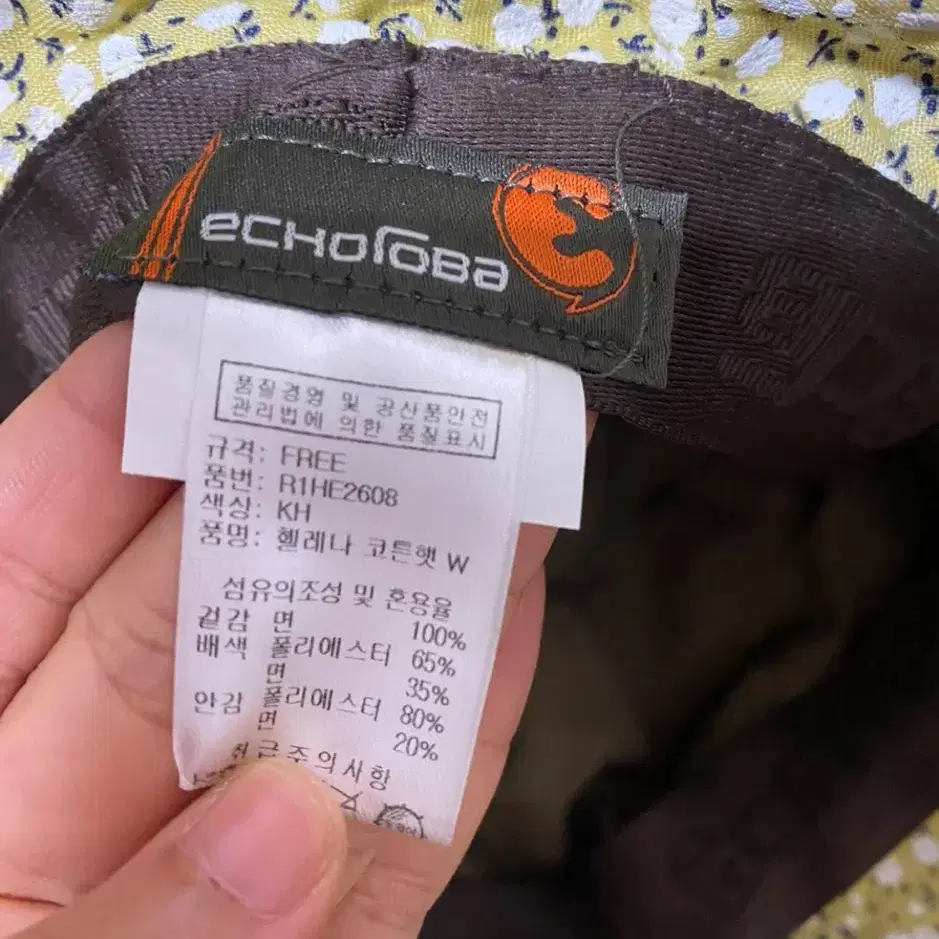 eCHOROBa
품질경영 및 공산품안전
관리법에 의한 품질표시
규격: FREE
품번: R1HE2608
색상: KH
품명: 헬레나 코튼햇 W
섬유의조성 및 혼용율
겉감 면 100%
배색 폴리에스터 65%
면 35%
안감 폴리에스터 80%
면 20%
취급주의사항